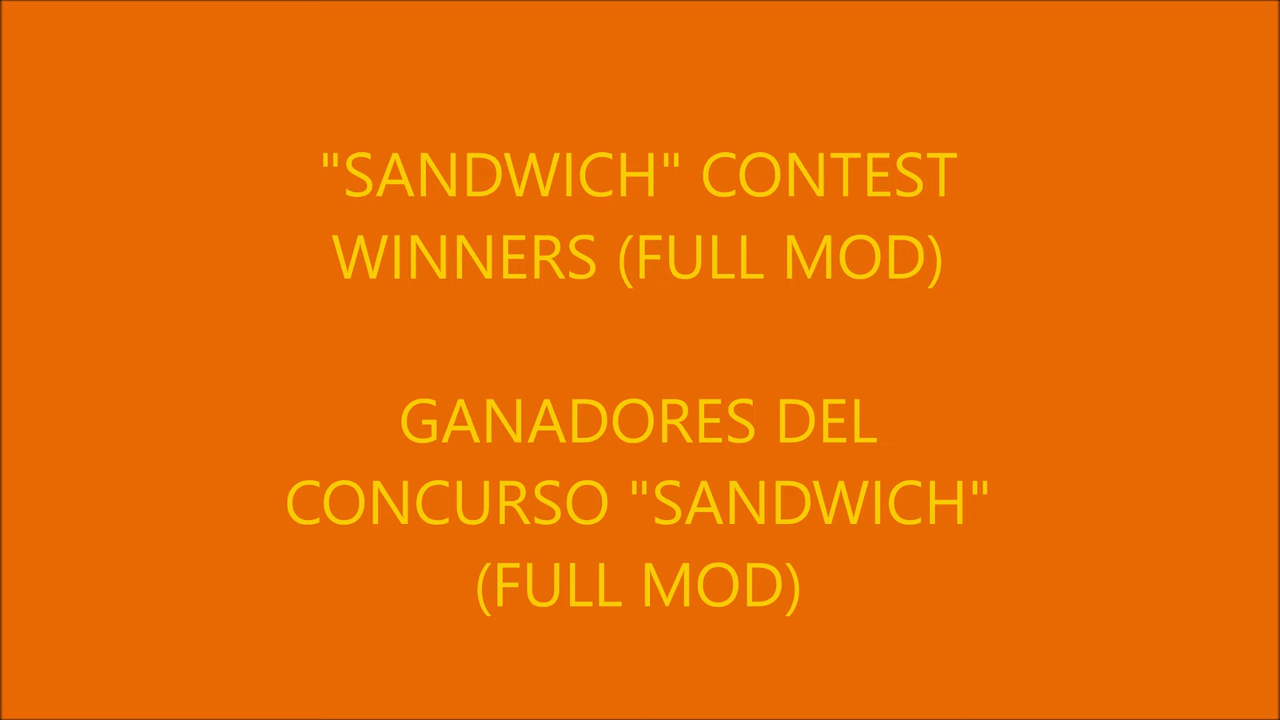 "SANDWICH" CONTEST
WINNERS (FULL MOD)
GANADORES DEL
CONCURSO "SANDWICH"
(FULL MOD)